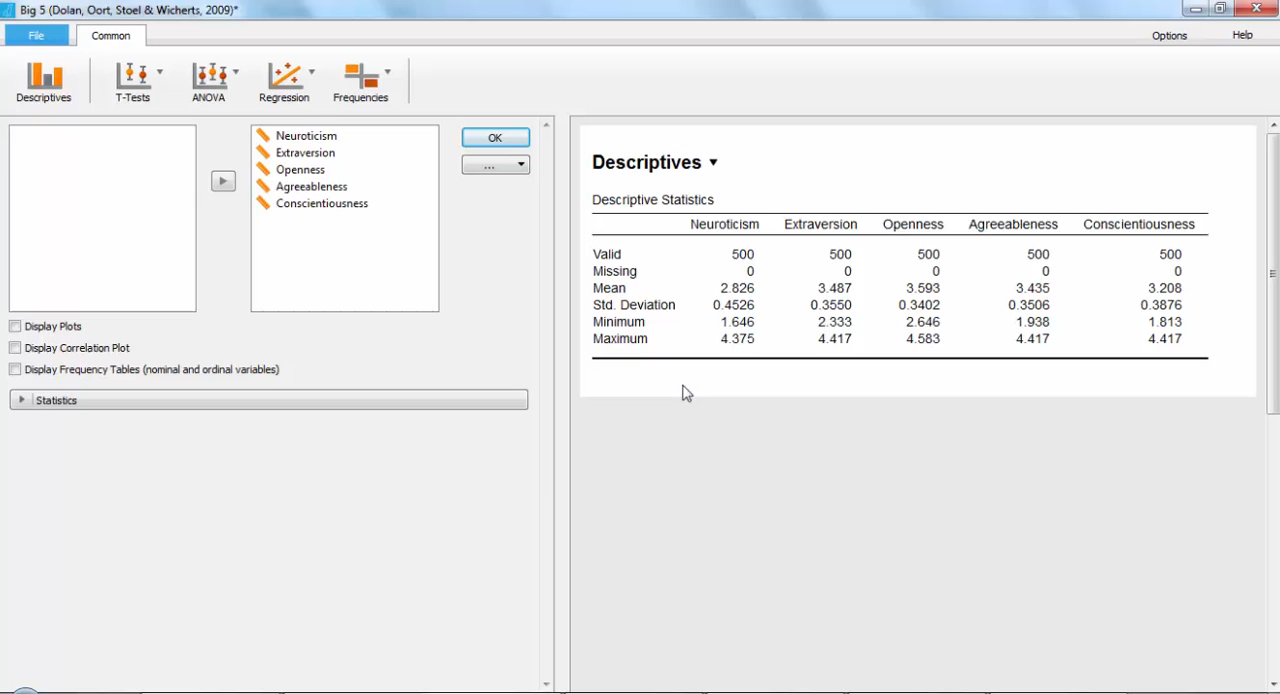 Big 5 (Dolan, Oort, Stoel & Wicherts, 2009)*
File Common Options Help
Descriptives T-Tests ANOVA Regression Frequencies
Neuroticism
Extraversion
Openness
Agreeableness
Conscientiousness
OK
...
Display Plots
Display Correlation Plot
Display Frequency Tables (nominal and ordinal variables)
Statistics
Descriptives
Descriptive Statistics
Neuroticism Extraversion Openness Agreeableness Conscientiousness
Valid 500 500 500 500 500
Missing 0 0 0 0 0
Mean 2.826 3.487 3.593 3.435 3.208
Std. Deviation 0.4526 0.3550 0.3402 0.3506 0.3876
Minimum 1.646 2.333 2.646 1.938 1.813
Maximum 4.375 4.417 4.583 4.417 4.417